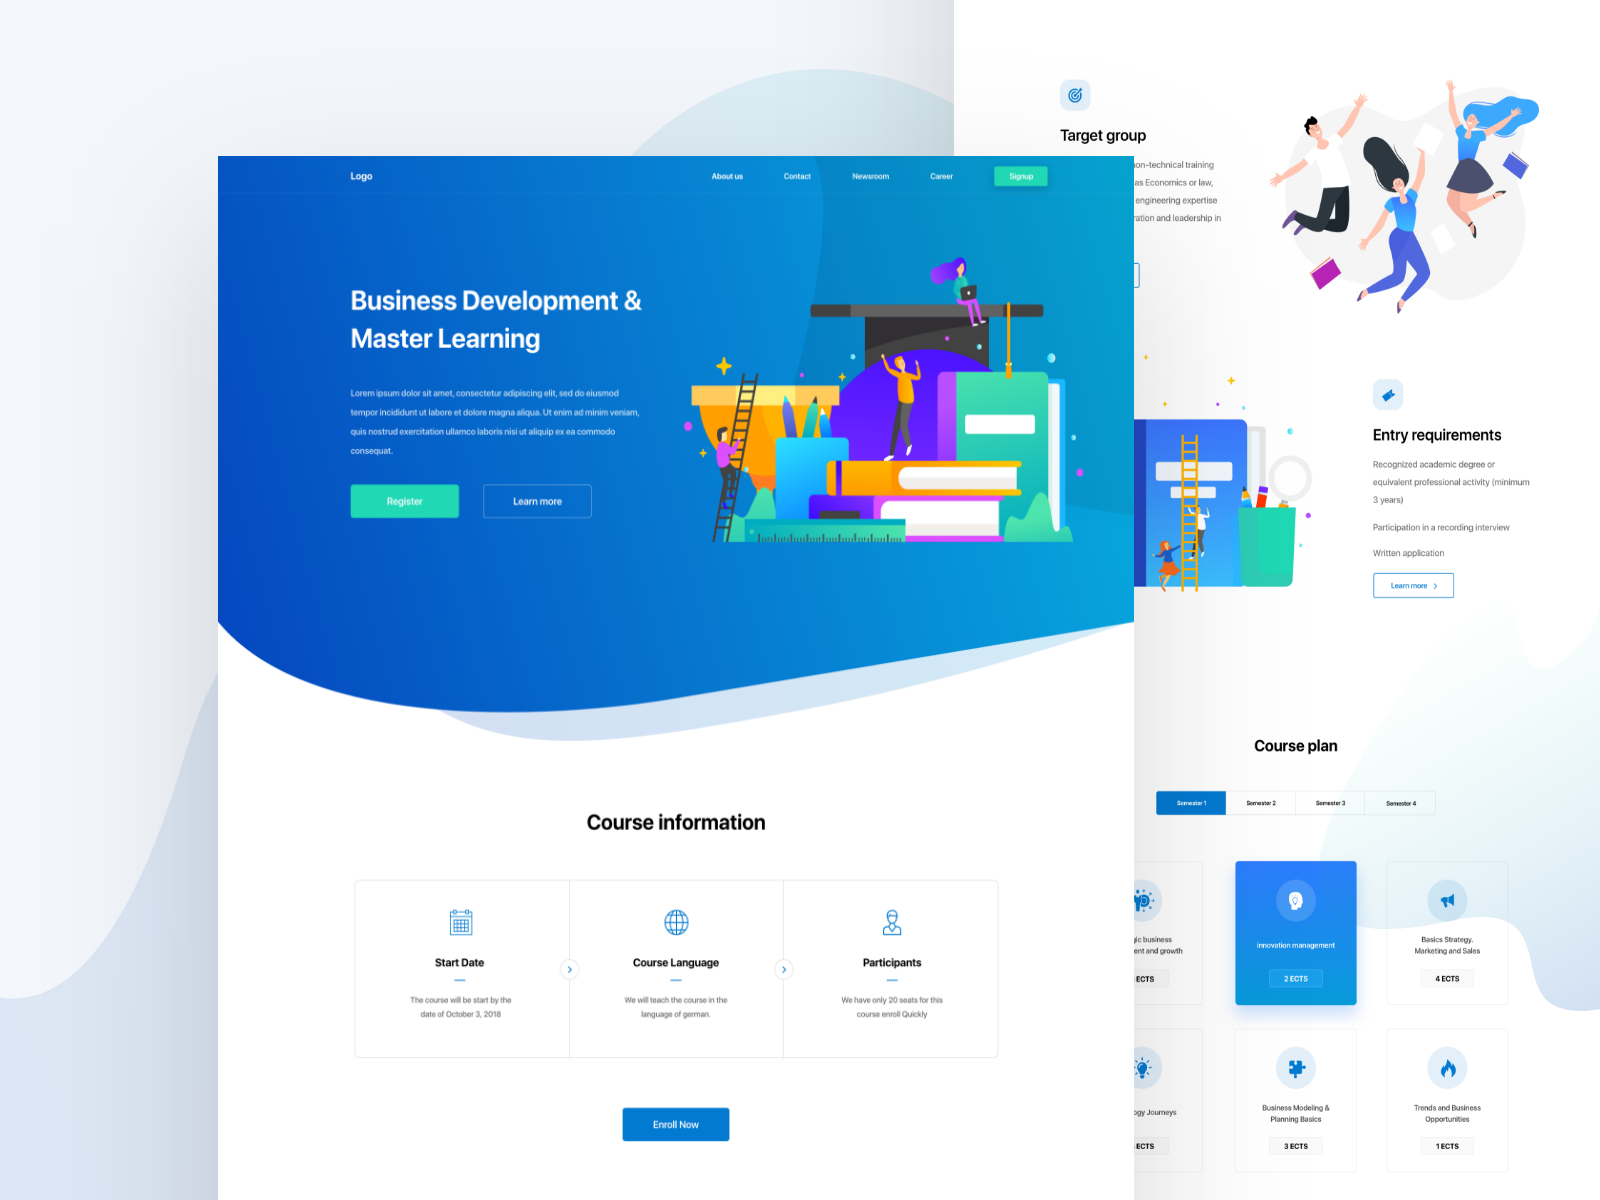 Logo
About us
Contact
Newsroom
Career
Signup
Business Development &
Master Learning
Lorem ipsum dolor sit amet, consectetur adipiscing elit, sed do eiusmod
tempor incididunt ut labore et dolore magna aliqua. Ut enim ad minim veniam,
quis nostrud exercitation ullamco laboris nisi ut aliquip ex ea commodo
consequat.
Register
Learn more
Course information
Start Date
The course will be start by the
date of October 3, 2018
Course Language
We will teach the course in the
language of german.
Participants
We have only 20 seats for this
course enroll Quickly
Enroll Now
Target group
on-technical training
as Economics or law,
engineering expertise
ration and leadership in
Entry requirements
Recognized academic degree or
equivalent professional activity (minimum
3 years)
Participation in a recording interview
Written application
Learn more
Course plan
Semester 1
Semester 2
Semester 3
Semester 4
gic business
ent and growth
ECTS
innovation management
2 ECTS
Basics Strategy.
Marketing and Sales
4 ECTS
ogy Journeys
ECTS
Business Modeling &
Planning Basics
3 ECTS
Trends and Business
Opportunities
1 ECTS